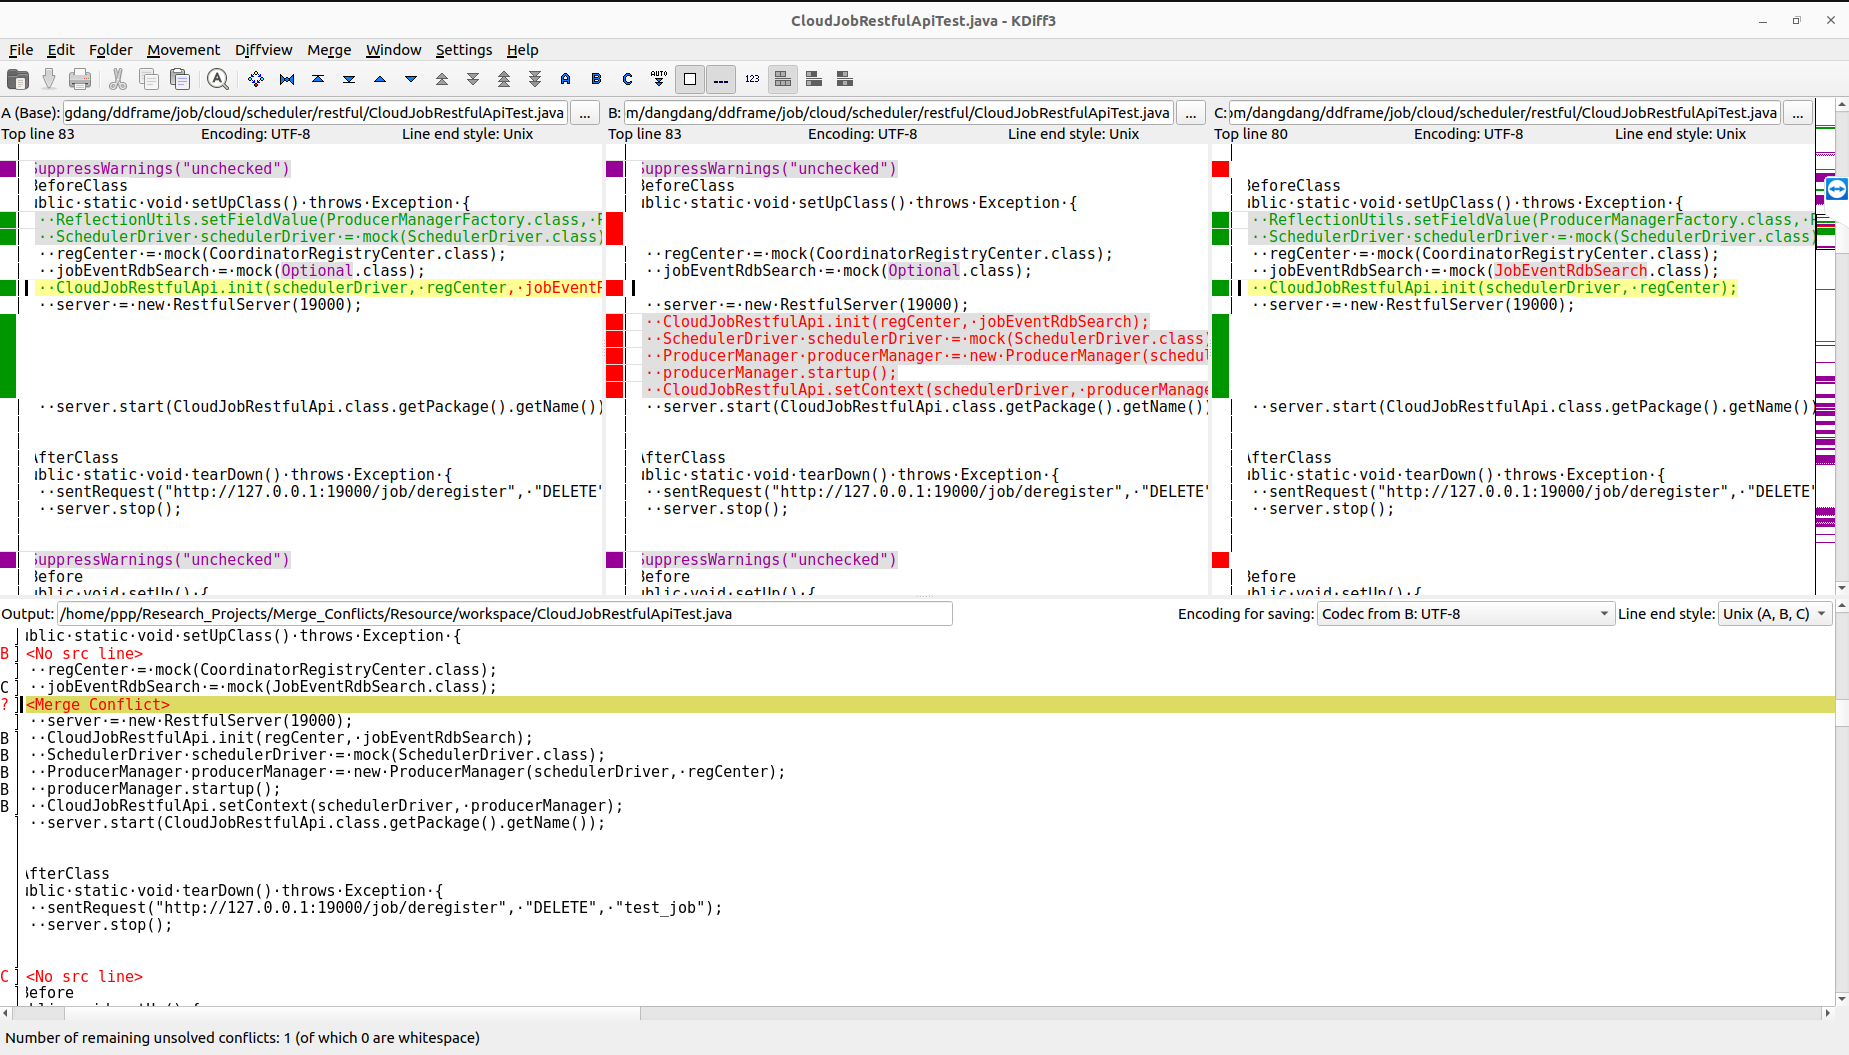 CloudJobRestfulApiTest.java - KDiff3
File Edit Folder Movement Diffview Merge Window Settings Help
A B C AUTO 123
A (Base): gdang/ddframe/job/cloud/scheduler/restful/CloudJobRestfulApiTest.java ...
Top line 83 Encoding: UTF-8 Line end style: Unix
SuppressWarnings("unchecked")
BeforeClass
ublic·static·void·setUpClass()·throws·Exception·{
··ReflectionUtils.setFieldValue(ProducerManagerFactory.class,·
··SchedulerDriver·schedulerDriver·=·mock(SchedulerDriver.class)
··regCenter·=·mock(CoordinatorRegistryCenter.class);
··jobEventRdbSearch·=·mock(Optional.class);
··CloudJobRestfulApi.init(schedulerDriver,·regCenter,·jobEventR
··server·=·new·RestfulServer(19000);
··server.start(CloudJobRestfulApi.class.getPackage().getName())
AfterClass
ublic·static·void·tearDown()·throws·Exception·{
··sentRequest("http://127.0.0.1:19000/job/deregister",·"DELETE"
··server.stop();
SuppressWarnings("unchecked")
Before
ublic·void·setUp()·{
B: m/dangdang/ddframe/job/cloud/scheduler/restful/CloudJobRestfulApiTest.java ...
Top line 83 Encoding: UTF-8 Line end style: Unix
SuppressWarnings("unchecked")
BeforeClass
ublic·static·void·setUpClass()·throws·Exception·{
··regCenter·=·mock(CoordinatorRegistryCenter.class);
··jobEventRdbSearch·=·mock(Optional.class);
··server·=·new·RestfulServer(19000);
··CloudJobRestfulApi.init(regCenter,·jobEventRdbSearch);
··SchedulerDriver·schedulerDriver·=·mock(SchedulerDriver.class)
··ProducerManager·producerManager·=·new·ProducerManager(schedul
··producerManager.startup();
··CloudJobRestfulApi.setContext(schedulerDriver,·producerManage
··server.start(CloudJobRestfulApi.class.getPackage().getName())
AfterClass
ublic·static·void·tearDown()·throws·Exception·{
··sentRequest("http://127.0.0.1:19000/job/deregister",·"DELETE"
··server.stop();
SuppressWarnings("unchecked")
Before
ublic·void·setUp()·{
C: om/dangdang/ddframe/job/cloud/scheduler/restful/CloudJobRestfulApiTest.java ...
Top line 80 Encoding: UTF-8 Line end style: Unix
BeforeClass
ublic·static·void·setUpClass()·throws·Exception·{
··ReflectionUtils.setFieldValue(ProducerManagerFactory.class,·
··SchedulerDriver·schedulerDriver·=·mock(SchedulerDriver.class)
··regCenter·=·mock(CoordinatorRegistryCenter.class);
··jobEventRdbSearch·=·mock(JobEventRdbSearch.class);
··CloudJobRestfulApi.init(schedulerDriver,·regCenter);
··server·=·new·RestfulServer(19000);
··server.start(CloudJobRestfulApi.class.getPackage().getName())
AfterClass
ublic·static·void·tearDown()·throws·Exception·{
··sentRequest("http://127.0.0.1:19000/job/deregister",·"DELETE"
··server.stop();
Before
ublic·void·setUp()·{
Output: /home/ppp/Research_Projects/Merge_Conflicts/Resource/workspace/CloudJobRestfulApiTest.java Encoding for saving: Codec from B: UTF-8 Line end style: Unix (A, B, C)
ublic·static·void·setUpClass()·throws·Exception·{
B <No src line>
··regCenter·=·mock(CoordinatorRegistryCenter.class);
C ··jobEventRdbSearch·=·mock(JobEventRdbSearch.class);
? <Merge Conflict>
··server·=·new·RestfulServer(19000);
B ··CloudJobRestfulApi.init(regCenter,·jobEventRdbSearch);
B ··SchedulerDriver·schedulerDriver·=·mock(SchedulerDriver.class);
B ··ProducerManager·producerManager·=·new·ProducerManager(schedulerDriver,·regCenter);
B ··producerManager.startup();
B ··CloudJobRestfulApi.setContext(schedulerDriver,·producerManager);
··server.start(CloudJobRestfulApi.class.getPackage().getName());
AfterClass
ublic·static·void·tearDown()·throws·Exception·{
··sentRequest("http://127.0.0.1:19000/job/deregister",·"DELETE",·"test_job");
··server.stop();
C <No src line>
Before
Number of remaining unsolved conflicts: 1 (of which 0 are whitespace)